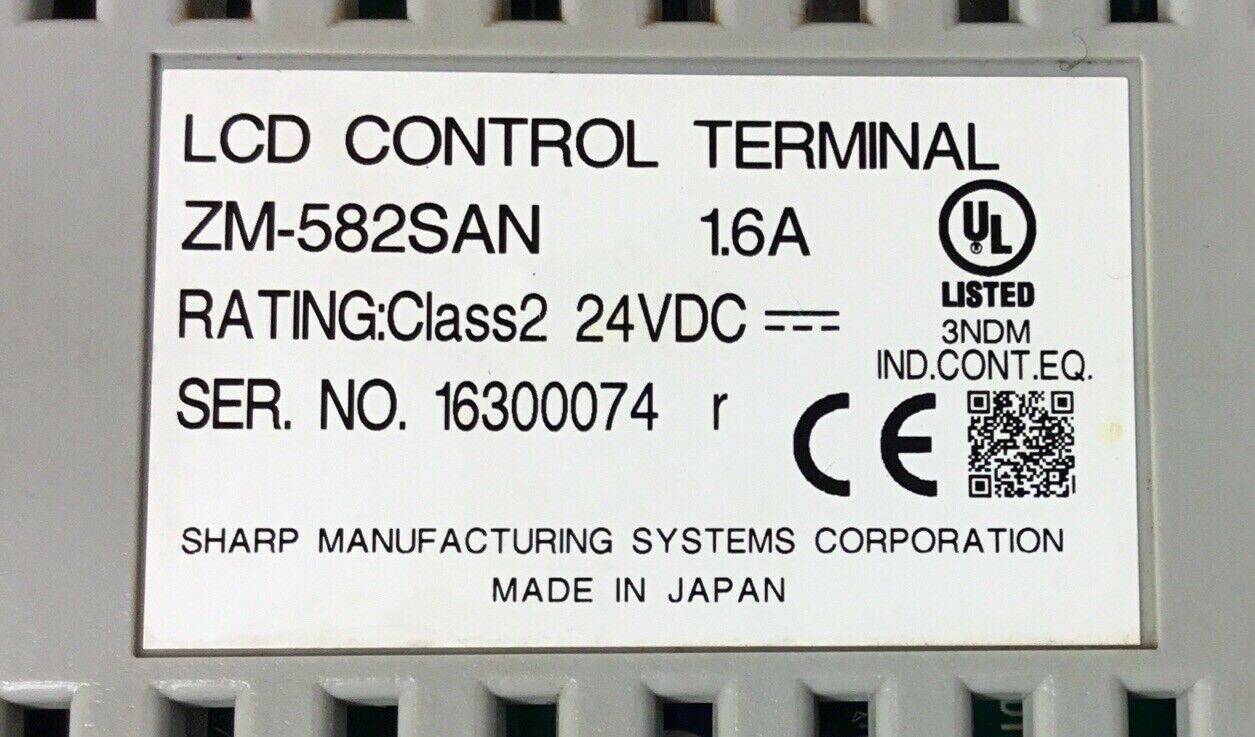 LCD CONTROL TERMINAL
ZM-582SAN 1.6A
UL
®
LISTED
RATING:Class2 24VDC
3NDM
IND.CONT.EQ.
SER. NO. 16300074 r
CE
SHARP MANUFACTURING SYSTEMS CORPORATION
MADE IN JAPAN